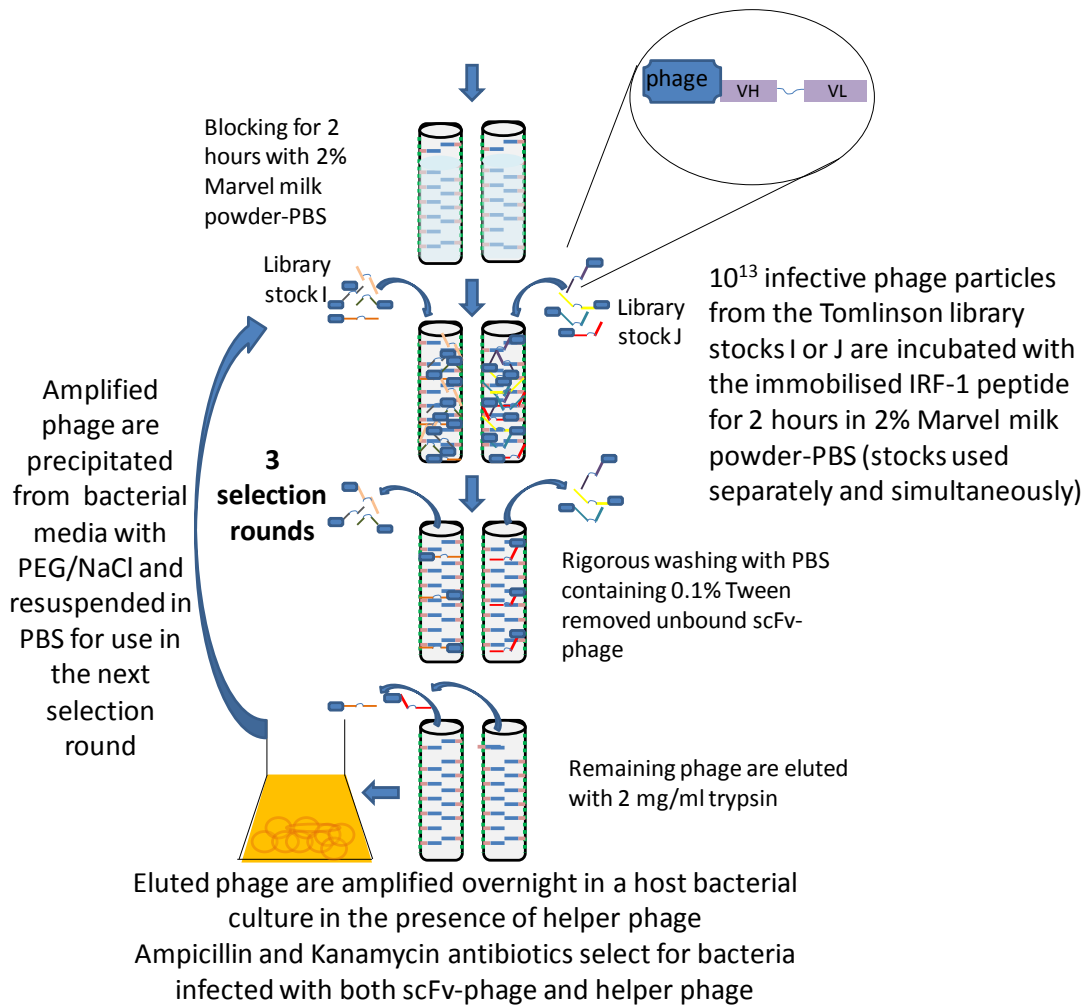 phage
VH
VL
Blocking for 2
hours with 2%
Marvel milk
powder-PBS
Library
stock I
Library
stock J
10¹³ infective phage particles
from the Tomlinson library
stocks I or J are incubated with
the immobilised IRF-1 peptide
for 2 hours in 2% Marvel milk
powder-PBS (stocks used
separately and simultaneously)
Amplified
phage are
precipitated
from bacterial
media with
PEG/NaCl and
resuspended in
PBS for use in
the next
selection
round
3
selection
rounds
Rigorous washing with PBS
containing 0.1% Tween
removed unbound scFv-
phage
Remaining phage are eluted
with 2 mg/ml trypsin
Eluted phage are amplified overnight in a host bacterial
culture in the presence of helper phage
Ampicillin and Kanamycin antibiotics select for bacteria
infected with both scFv-phage and helper phage